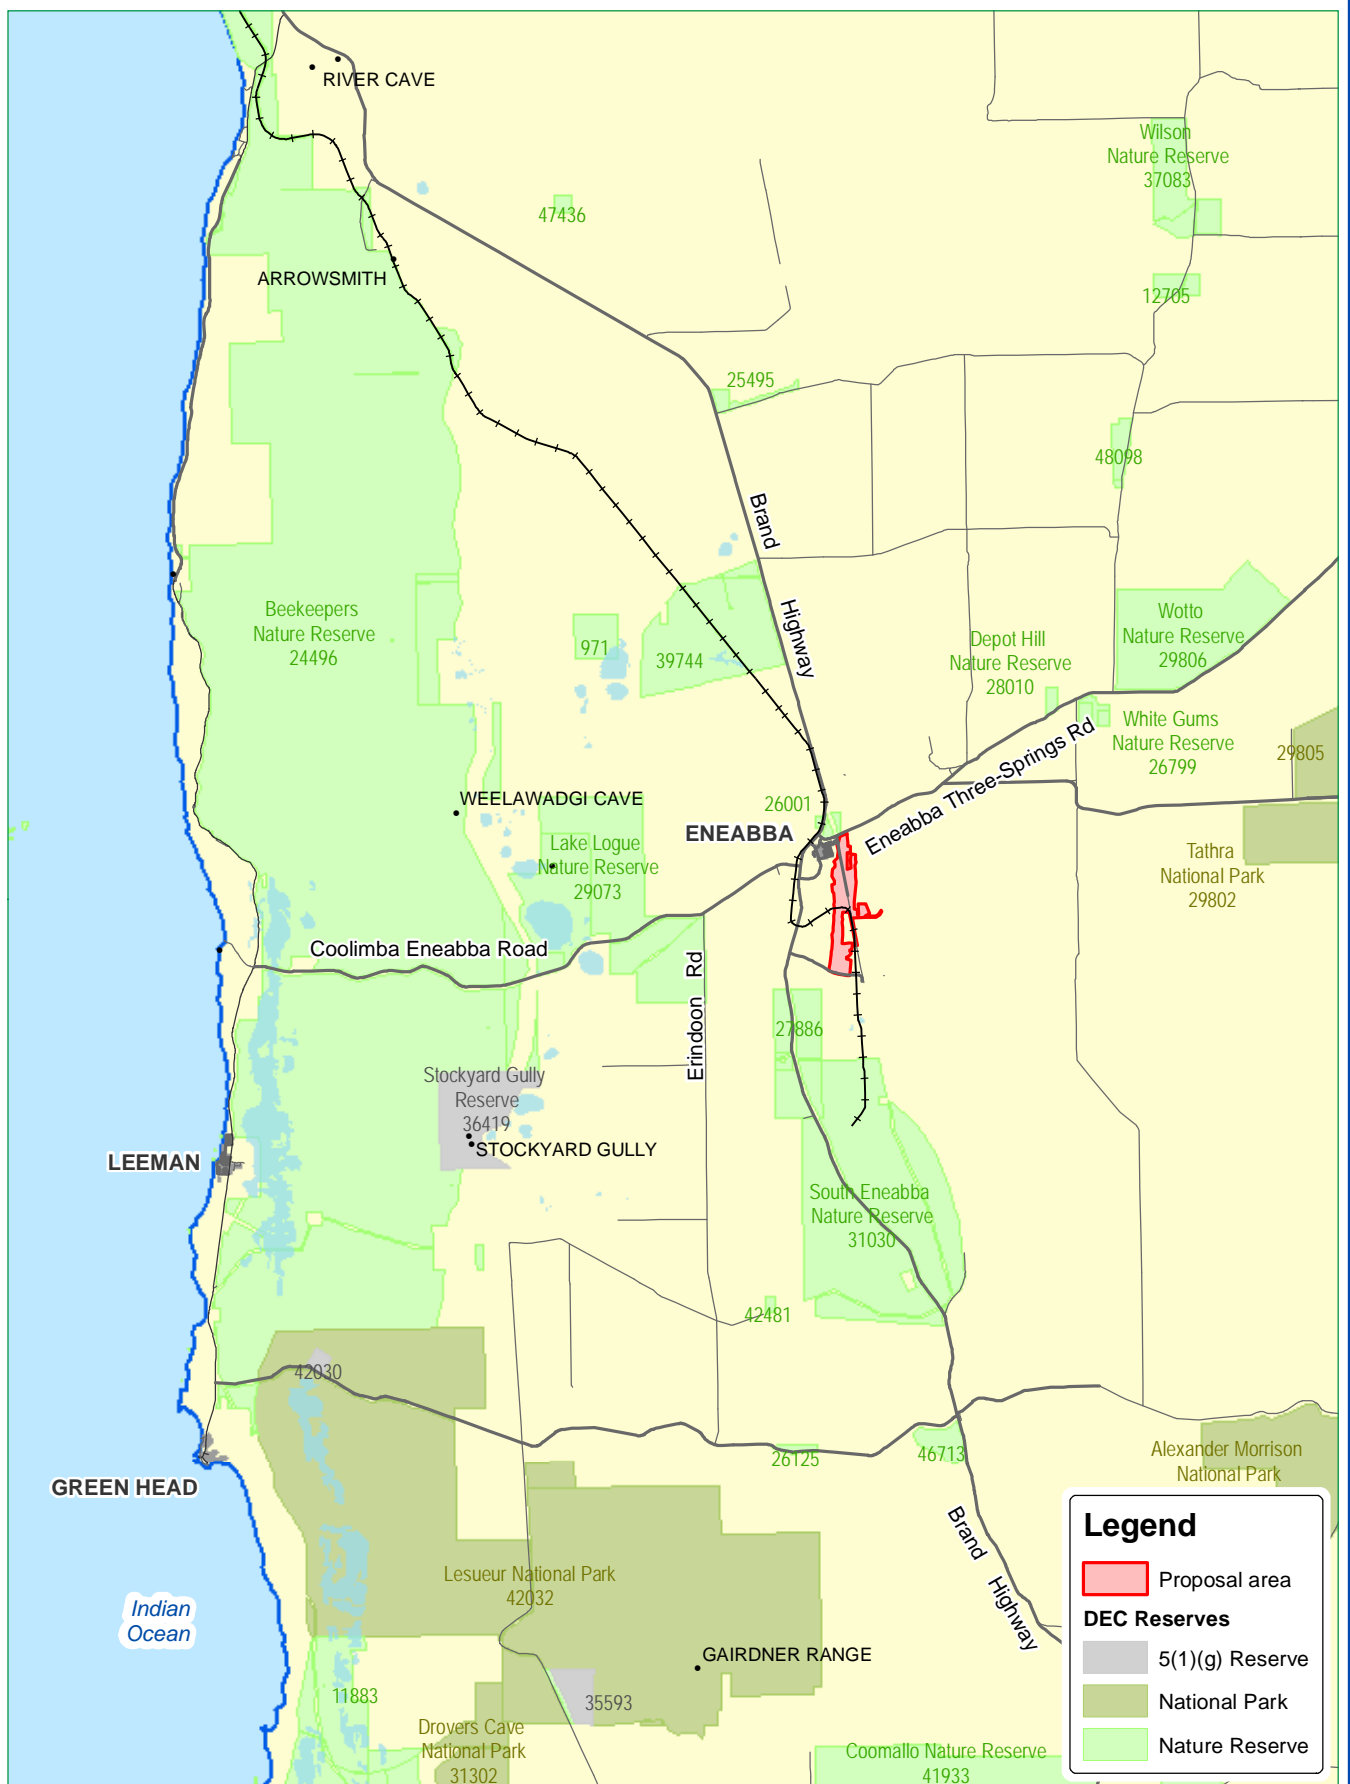 RIVER CAVE
Wilson
Nature Reserve
37083
47436
ARROWSMITH
12705
25495
48098
Brand
Highway
Beekeepers
Nature Reserve
24496
971
39744
Depot Hill
Nature Reserve
28010
Wotto
Nature Reserve
29806
White Gums
Nature Reserve
26799
29805
Eneabba Three-Springs Rd
WEELAWADGI CAVE
26001
ENEABBA
Lake Logue
Nature Reserve
29073
Tathra
National Park
29802
Coolimba Eneabba Road
Erindoon Rd
27886
Stockyard Gully
Reserve
36419
STOCKYARD GULLY
LEEMAN
South Eneabba
Nature Reserve
31030
42481
42030
26125
46713
Alexander Morrison
National Park
GREEN HEAD
Brand Highway
Lesueur National Park
42032
Indian
Ocean
GAIRDNER RANGE
11883
35593
Drovers Cave
National Park
31302
Coomallo Nature Reserve
41933
Legend
Proposal area
DEC Reserves
5(1)(g) Reserve
National Park
Nature Reserve